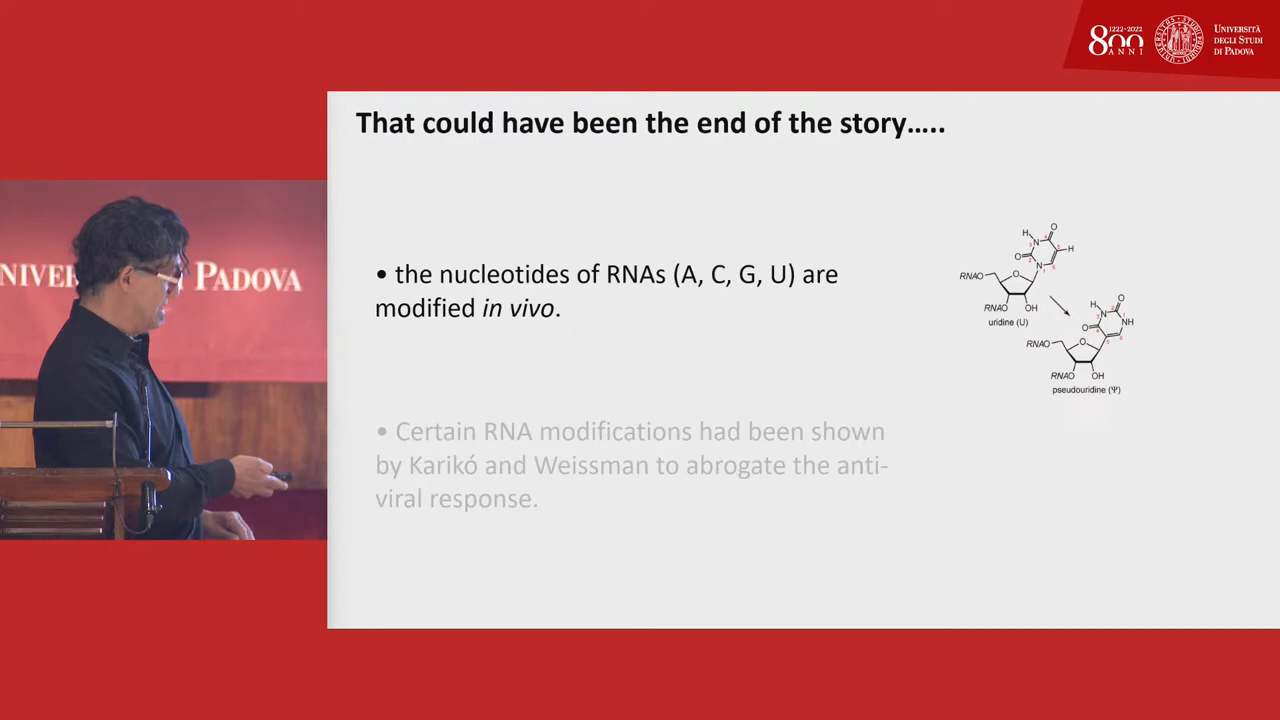 1222·2022
800
ANNI
UNIVERSITÀ
DEGLI STUDI
DI PADOVA
That could have been the end of the story…..
NIVER
PADOVA
• the nucleotides of RNAs (A, C, G, U) are
modified in vivo.
• Certain RNA modifications had been shown
by Karikó and Weissman to abrogate the anti-
viral response.
H
O
N
H
O
N
RNAO
O
RNAO
OH
uridine (U)
H
O
N
NH
O
RNAO
O
RNAO
OH
pseudouridine (Ψ)